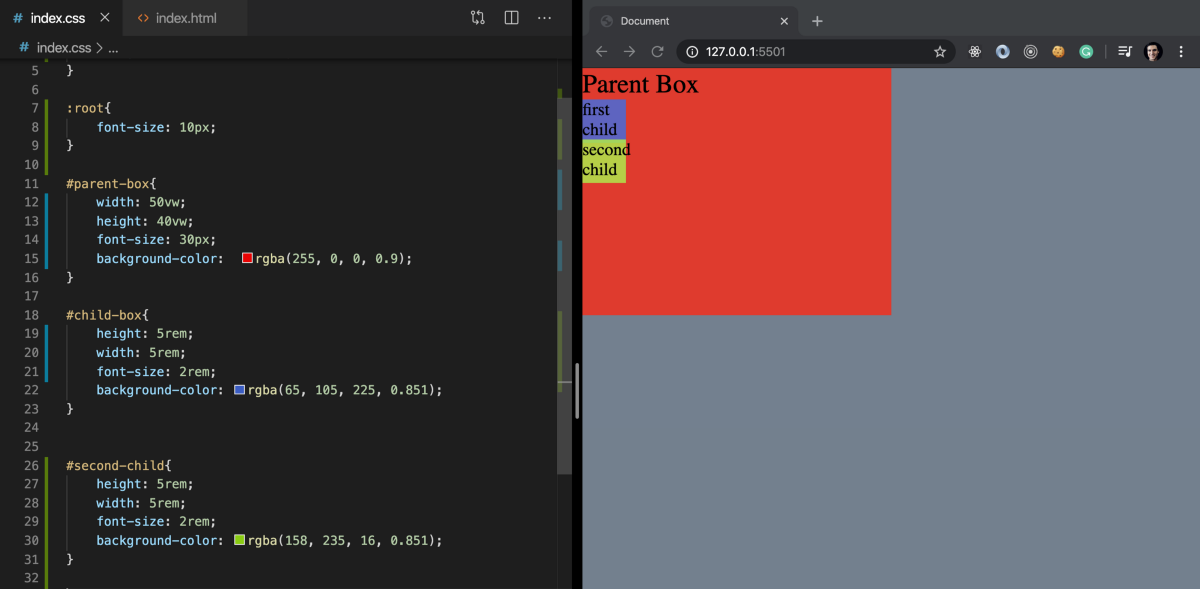 # index.css × <> index.html ...
# index.css > ...
5 }
6
7 :root{
8 font-size: 10px;
9 }
10
11 #parent-box{
12 width: 50vw;
13 height: 40vw;
14 font-size: 30px;
15 background-color: rgba(255, 0, 0, 0.9);
16 }
17
18 #child-box{
19 height: 5rem;
20 width: 5rem;
21 font-size: 2rem;
22 background-color: rgba(65, 105, 225, 0.851);
23 }
24
25
26 #second-child{
27 height: 5rem;
28 width: 5rem;
29 font-size: 2rem;
30 background-color: rgba(158, 235, 16, 0.851);
31 }
32
Document × +
127.0.0.1:5501
Parent Box
first
child
second
child